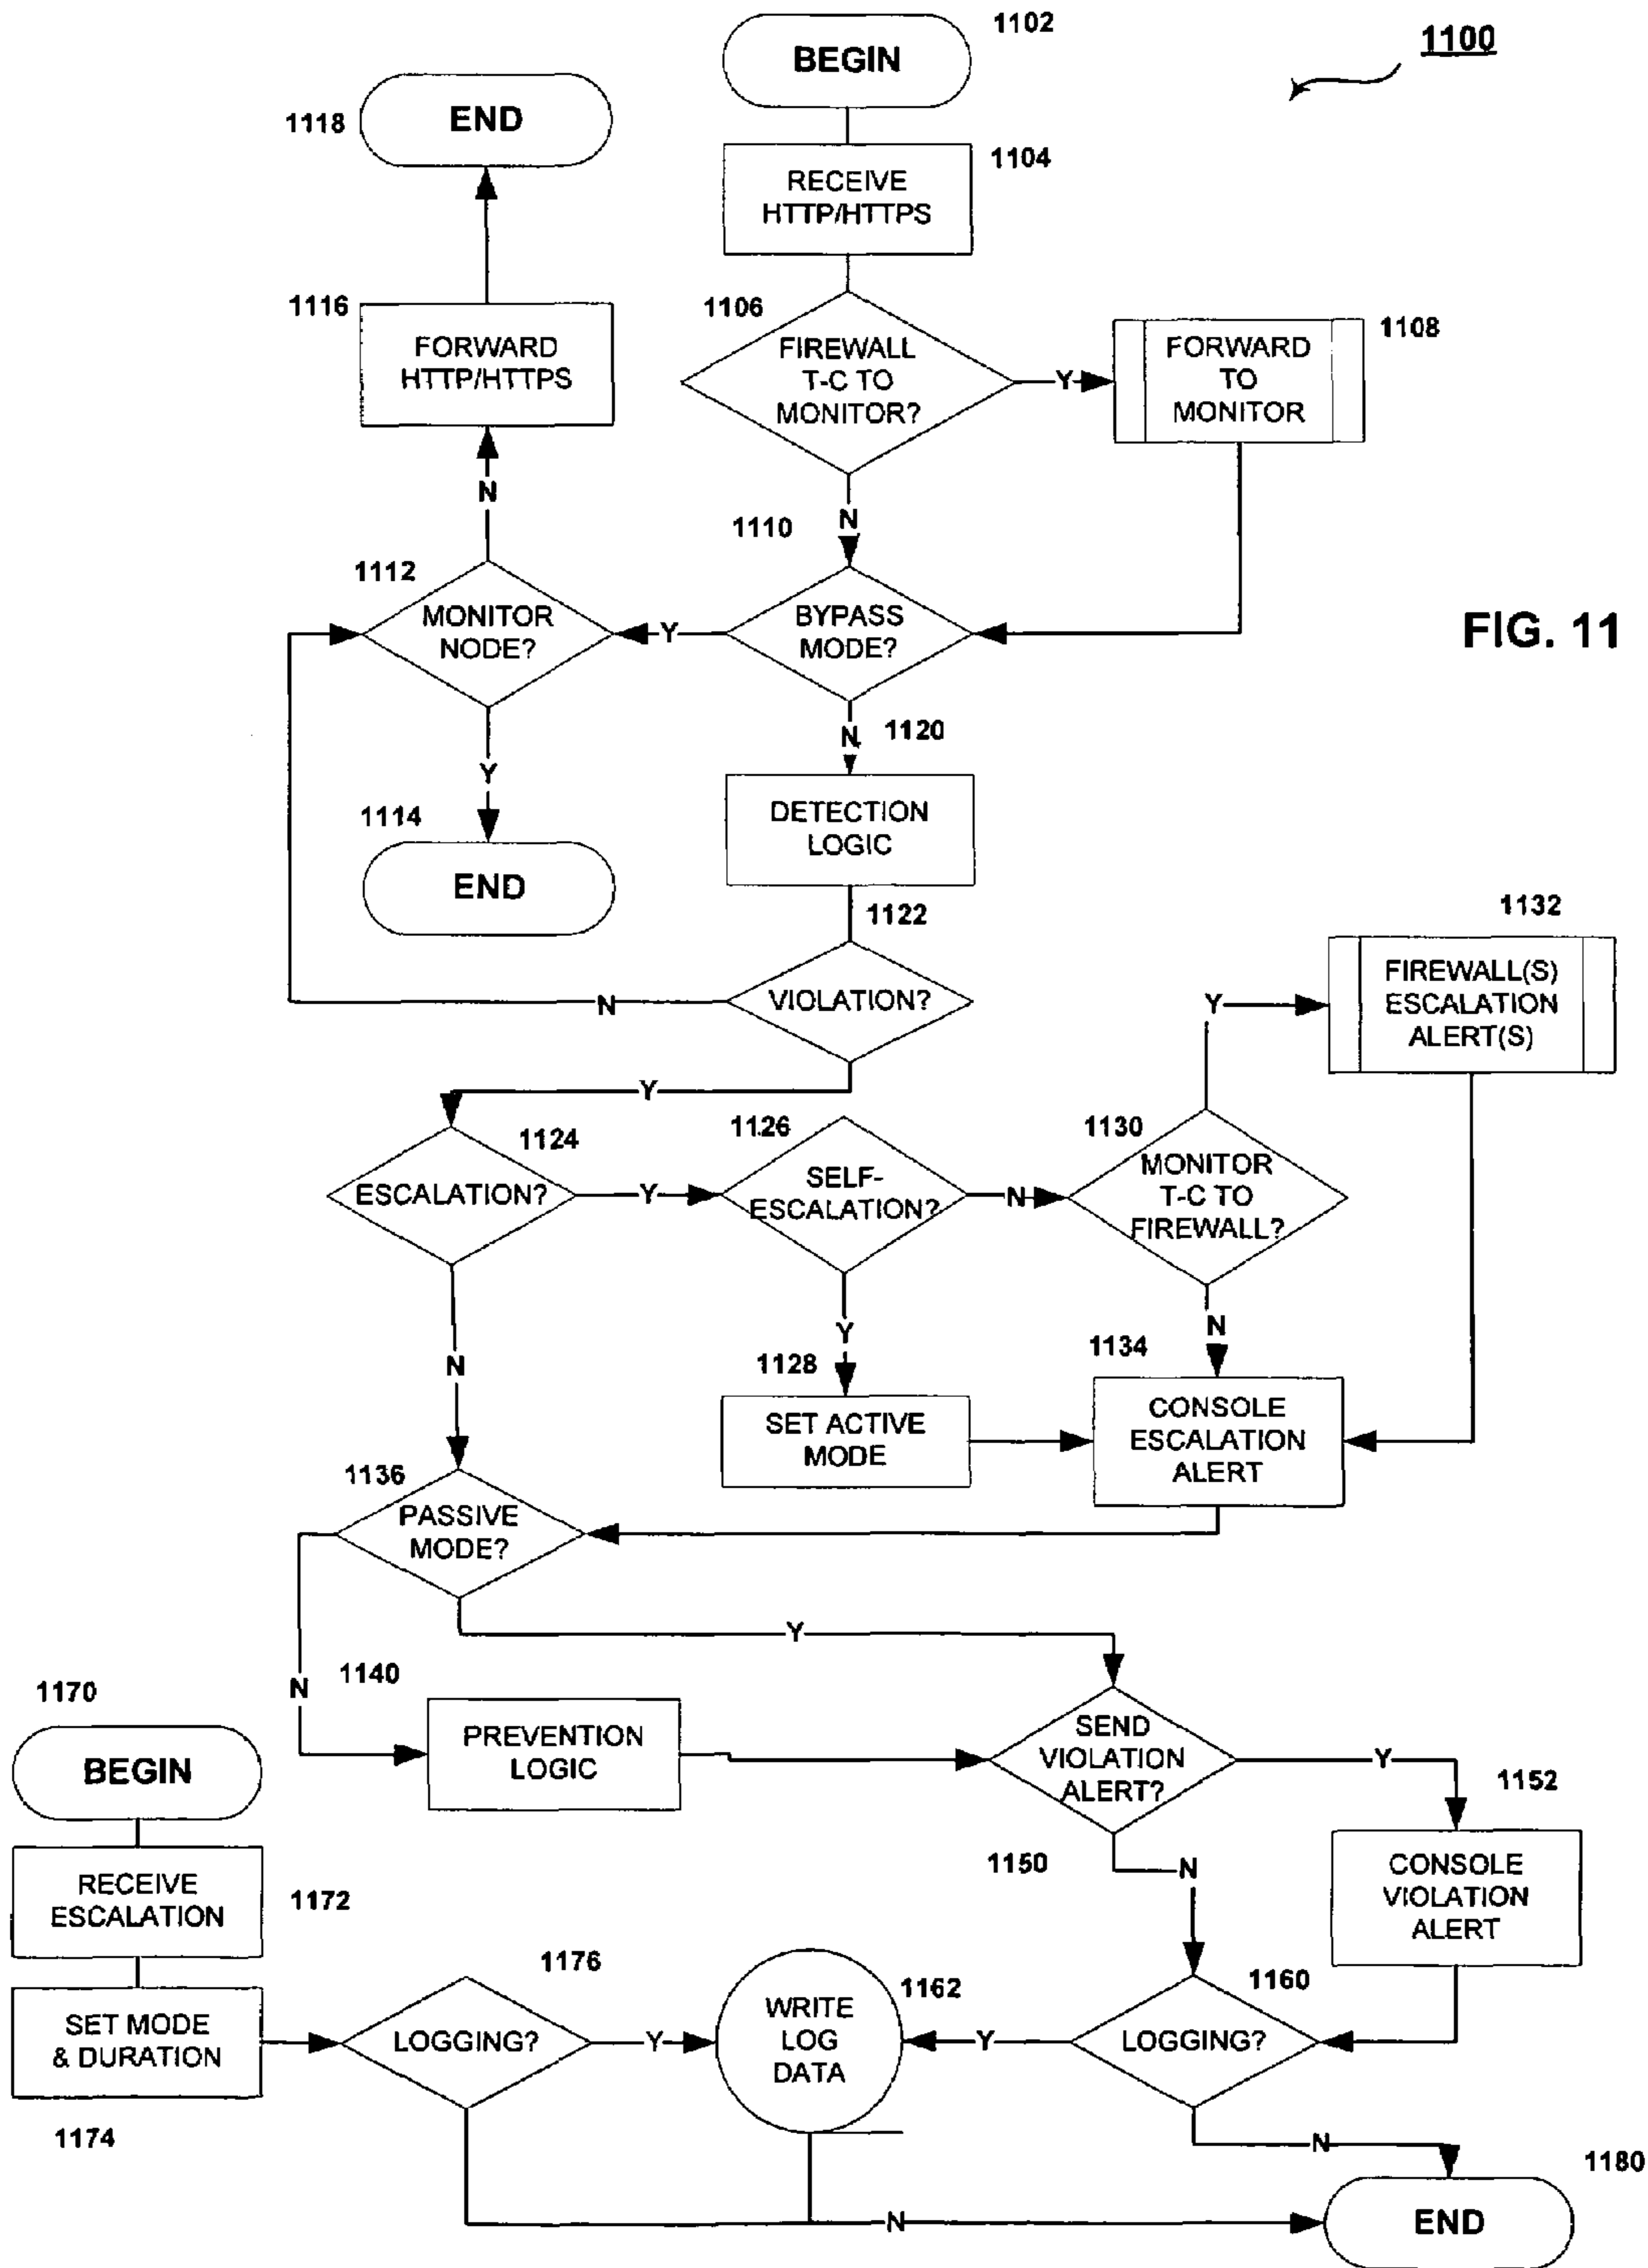 1102
BEGIN
1100
1118
END
1104
RECEIVE
HTTP/HTTPS
1116
FORWARD
HTTP/HTTPS
1106
FIREWALL
T-C TO
MONITOR?
Y
1108
FORWARD
TO
MONITOR
N
N
1110
1112
MONITOR
NODE?
Y
BYPASS
MODE?
FIG. 11
N
1120
Y
1114
END
DETECTION
LOGIC
1122
N
VIOLATION?
1132
FIREWALL(S)
ESCALATION
ALERT(S)
Y
Y
1124
ESCALATION?
Y
1126
SELF-
ESCALATION?
N
1130
MONITOR
T-C TO
FIREWALL?
N
Y
N
1128
SET ACTIVE
MODE
1134
CONSOLE
ESCALATION
ALERT
1136
PASSIVE
MODE?
Y
N
1140
PREVENTION
LOGIC
SEND
VIOLATION
ALERT?
Y
1150
N
1152
CONSOLE
VIOLATION
ALERT
1170
BEGIN
RECEIVE
ESCALATION
1172
SET MODE
& DURATION
1174
1176
LOGGING?
Y
1162
WRITE
LOG
DATA
Y
1160
LOGGING?
N
N
1180
END